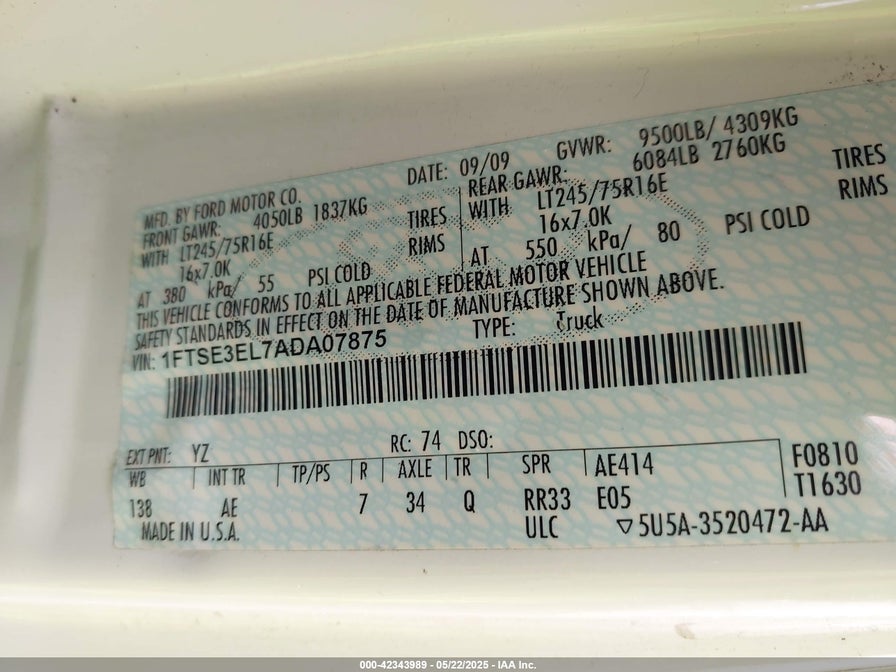 MFD. BY FORD MOTOR CO.
DATE: 09/09
GVWR: 9500LB/ 4309KG
FRONT GAWR: 4050LB 1837KG
WITH LT245/75R16E TIRES
16x7.0K RIMS
AT 380 kPa/ 55 PSI COLD
REAR GAWR: 6084LB 2760KG
WITH LT245/75R16E TIRES
16x7.0K RIMS
AT 550 kPa/ 80 PSI COLD
THIS VEHICLE CONFORMS TO ALL APPLICABLE FEDERAL MOTOR VEHICLE
SAFETY STANDARDS IN EFFECT ON THE DATE OF MANUFACTURE SHOWN ABOVE.
VIN: 1FTSE3EL7ADA07875
TYPE: Truck
EXT PNT: YZ RC: 74 DSO:
WB INT TR TP/PS R AXLE TR SPR AE414 F0810
138 AE 7 34 Q RR33 E05 T1630
MADE IN U.S.A. ULC ▽5U5A-3520472-AA
000-42343989 - 05/22/2025 - IAA Inc.